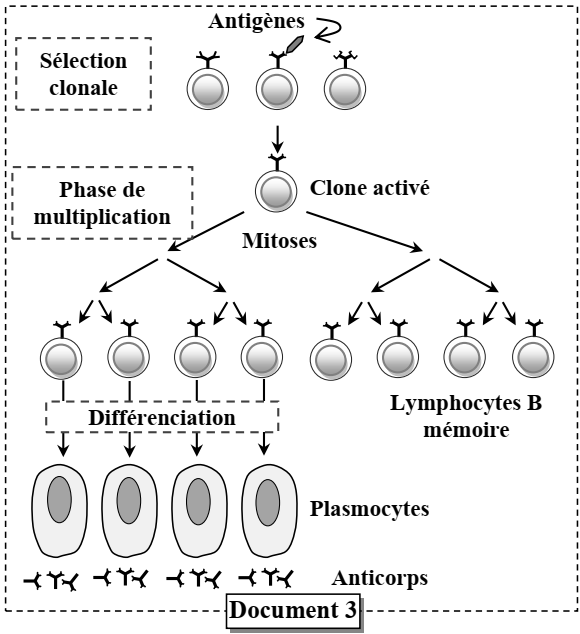 Antigènes
Sélection
clonale
Phase de
multiplication
Clone activé
Mitoses
Différenciation
Lymphocytes B
mémoire
Plasmocytes
Anticorps
Document 3